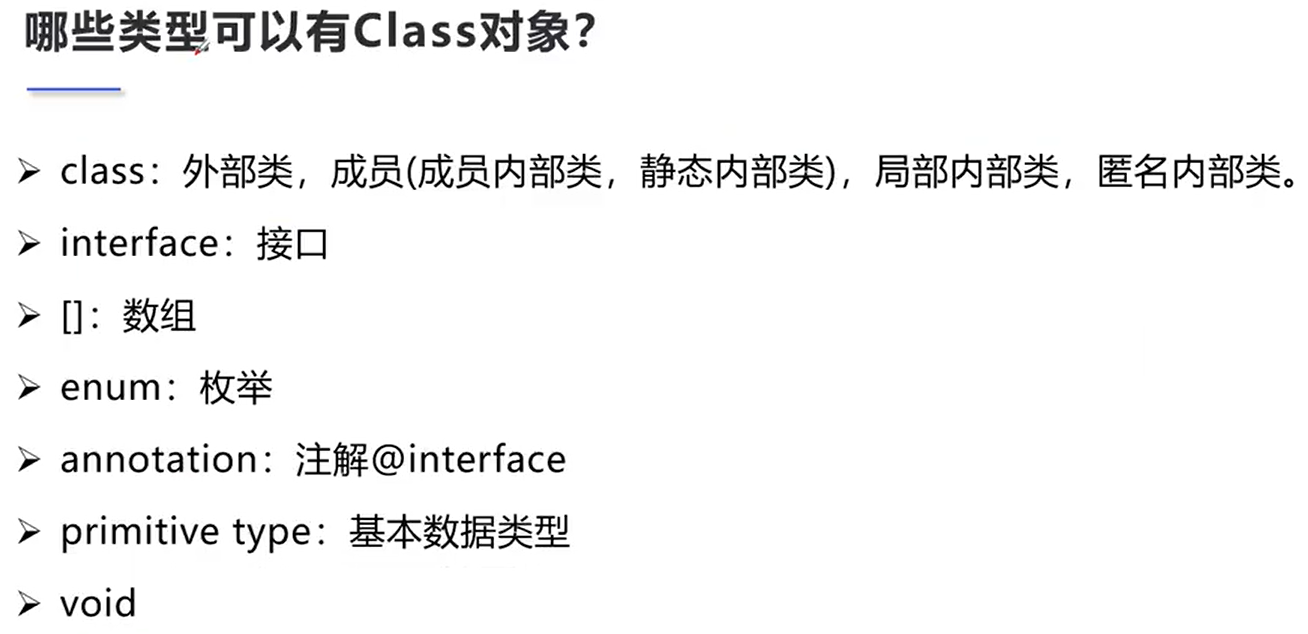 哪些类型可以有Class对象？
➢ class：外部类，成员(成员内部类，静态内部类)，局部内部类，匿名内部类。
➢ interface：接口
➢ []：数组
➢ enum：枚举
➢ annotation：注解@interface
➢ primitive type：基本数据类型
➢ void